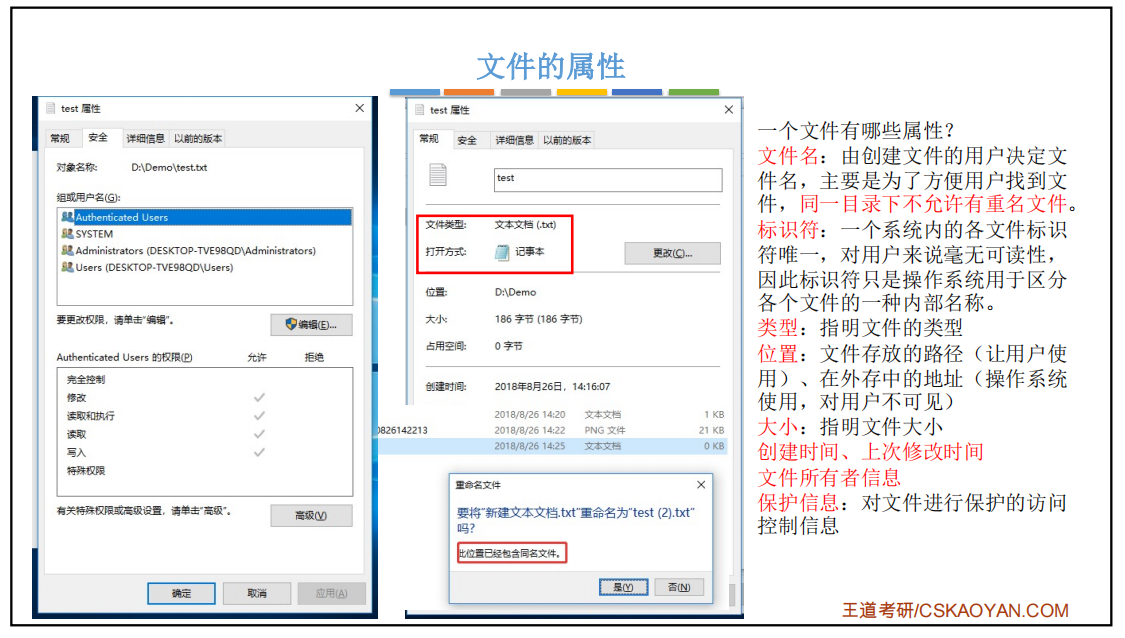 文件的属性
test 属性
常规 安全 详细信息 以前的版本
对象名称: D:\Demo\test.txt
组或用户名(G):
Authenticated Users
SYSTEM
Administrators (DESKTOP-TVE98QD\Administrators)
Users (DESKTOP-TVE98QD\Users)
要更改权限，请单击"编辑"。
编辑(E)...
Authenticated Users 的权限(P) 允许 拒绝
完全控制
修改
读取和执行
读取
写入
特殊权限
有关特殊权限或高级设置，请单击"高级"。
高级(V)
确定 取消 应用(A)
test 属性
常规 安全 详细信息 以前的版本
test
文件类型: 文本文档 (.txt)
打开方式: 记事本 更改(C)...
位置: D:\Demo
大小: 186 字节 (186 字节)
占用空间: 0 字节
创建时间: 2018年8月26日，14:16:07
2018/8/26 14:20 文本文档 1 KB
0826142213 2018/8/26 14:22 PNG 文件 21 KB
2018/8/26 14:25 文本文档 0 KB
重命名文件
要将"新建文本文档.txt"重命名为"test (2).txt"
吗?
此位置已经包含同名文件。
是(Y) 否(N)
一个文件有哪些属性？
文件名：由创建文件的用户决定文
件名，主要是为了方便用户找到文
件，同一目录下不允许有重名文件。
标识符：一个系统内的各文件标识
符唯一，对用户来说毫无可读性，
因此标识符只是操作系统用于区分
各个文件的一种内部名称。
类型：指明文件的类型
位置：文件存放的路径（让用户使
用）、在外存中的地址（操作系统
使用，对用户不可见）
大小：指明文件大小
创建时间、上次修改时间
文件所有者信息
保护信息：对文件进行保护的访问
控制信息
王道考研/CSKAOYAN.COM